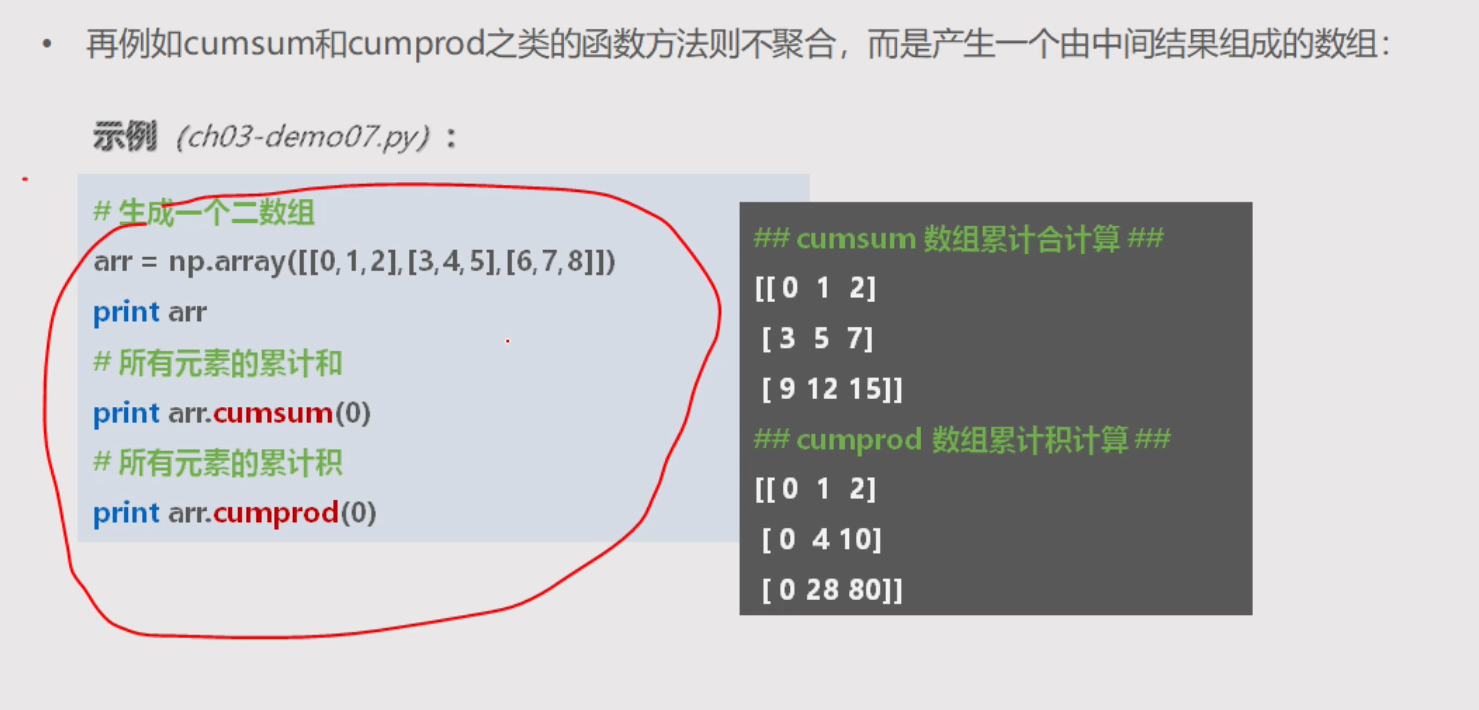 • 再例如cumsum和cumprod之类的函数方法则不聚合，而是产生一个由中间结果组成的数组：
示例 (ch03-demo07.py) ：
# 生成一个二数组
arr = np.array([[0,1,2],[3,4,5],[6,7,8]])
print arr
# 所有元素的累计和
print arr.cumsum(0)
# 所有元素的累计积
print arr.cumprod(0)
## cumsum 数组累计合计算 ##
[[ 0 1 2]
[ 3 5 7]
[ 9 12 15]]
## cumprod 数组累计积计算 ##
[[ 0 1 2]
[ 0 4 10]
[ 0 28 80]]